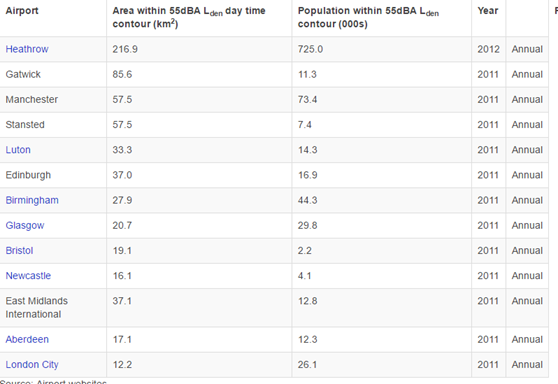 Airport Area within 55dBA Lden day time contour (km2) Population within 55dBA Lden contour (000s) Year
Heathrow 216.9 725.0 2012 Annual
Gatwick 85.6 11.3 2011 Annual
Manchester 57.5 73.4 2011 Annual
Stansted 57.5 7.4 2011 Annual
Luton 33.3 14.3 2011 Annual
Edinburgh 37.0 16.9 2011 Annual
Birmingham 27.9 44.3 2011 Annual
Glasgow 20.7 29.8 2011 Annual
Bristol 19.1 2.2 2011 Annual
Newcastle 16.1 4.1 2011 Annual
East Midlands International 37.1 12.8 2011 Annual
Aberdeen 17.1 12.3 2011 Annual
London City 12.2 26.1 2011 Annual
Source: Airport websites